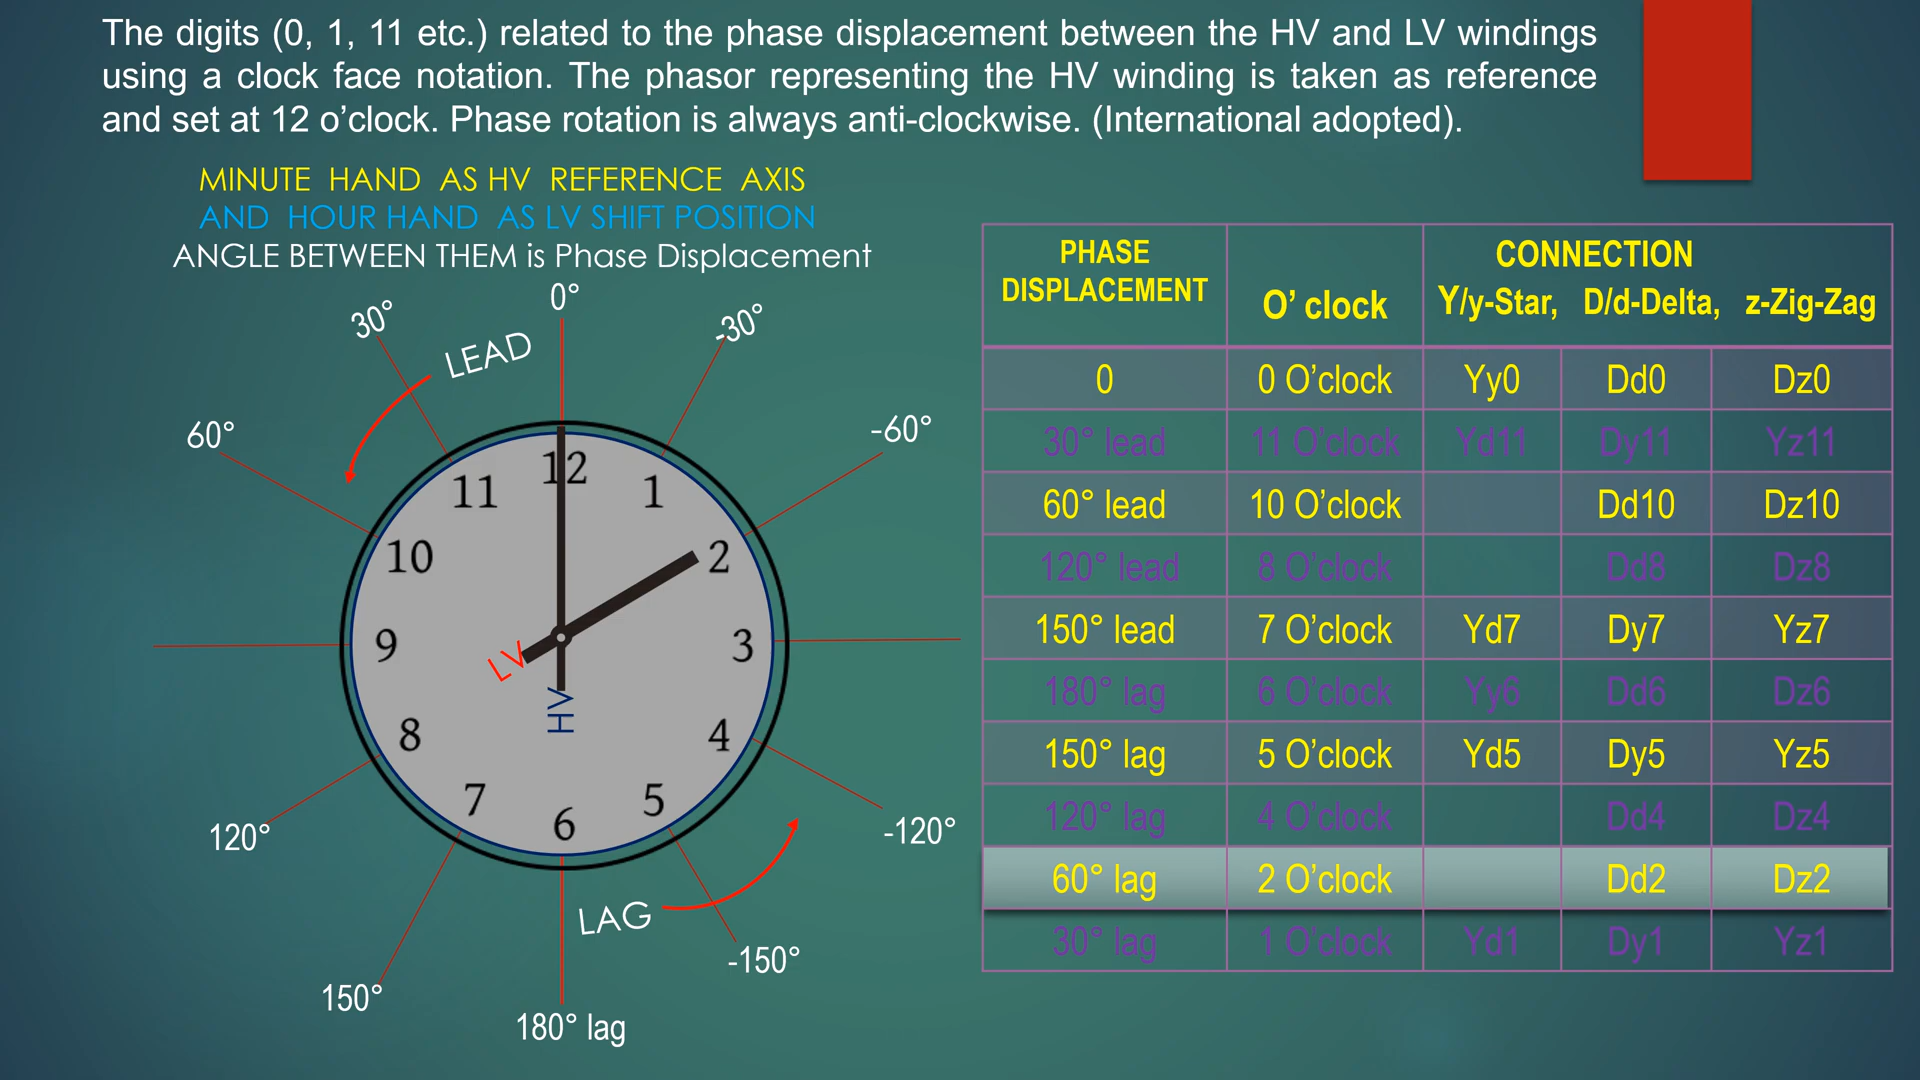 The digits (0, 1, 11 etc.) related to the phase displacement between the HV and LV windings
using a clock face notation. The phasor representing the HV winding is taken as reference
and set at 12 o’clock. Phase rotation is always anti-clockwise. (International adopted).
MINUTE HAND AS HV REFERENCE AXIS
AND HOUR HAND AS LV SHIFT POSITION
ANGLE BETWEEN THEM is Phase Displacement
0°
30°
-30°
LEAD
60°
-60°
12
11
1
10
2
9
3
LV
HV
8
4
7
5
6
120°
-120°
LAG
-150°
150°
180° lag
PHASE DISPLACEMENT
O’ clock
CONNECTION
Y/y-Star, D/d-Delta, z-Zig-Zag
0 0 O’clock Yy0 Dd0 Dz0
30° lead 11 O’clock Yd11 Dy11 Yz11
60° lead 10 O’clock Dd10 Dz10
120° lead 8 O’clock Dd8 Dz8
150° lead 7 O’clock Yd7 Dy7 Yz7
180° lag 6 O’clock Yy6 Dd6 Dz6
150° lag 5 O’clock Yd5 Dy5 Yz5
120° lag 4 O’clock Dd4 Dz4
60° lag 2 O’clock Dd2 Dz2
30° lag 1 O’clock Yd1 Dy1 Yz1